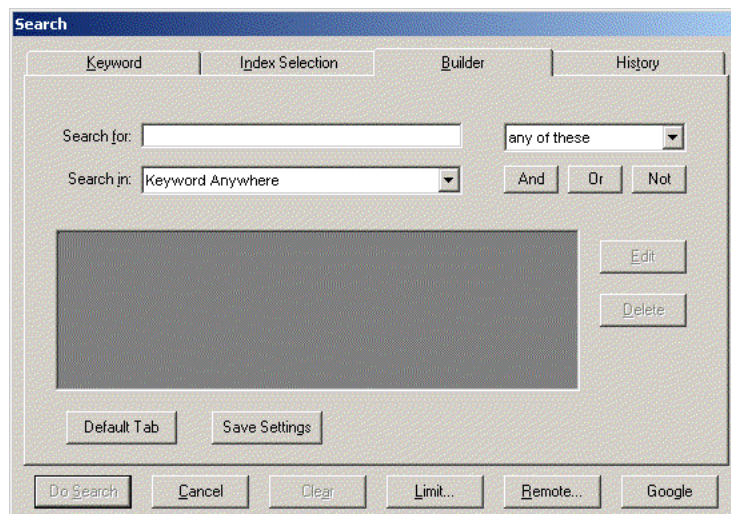 Search
Keyword Index Selection Builder History
Search for: any of these
Search in: Keyword Anywhere And Or Not
Edit
Delete
Default Tab Save Settings
Do Search Cancel Clear Limit... Remote... Google